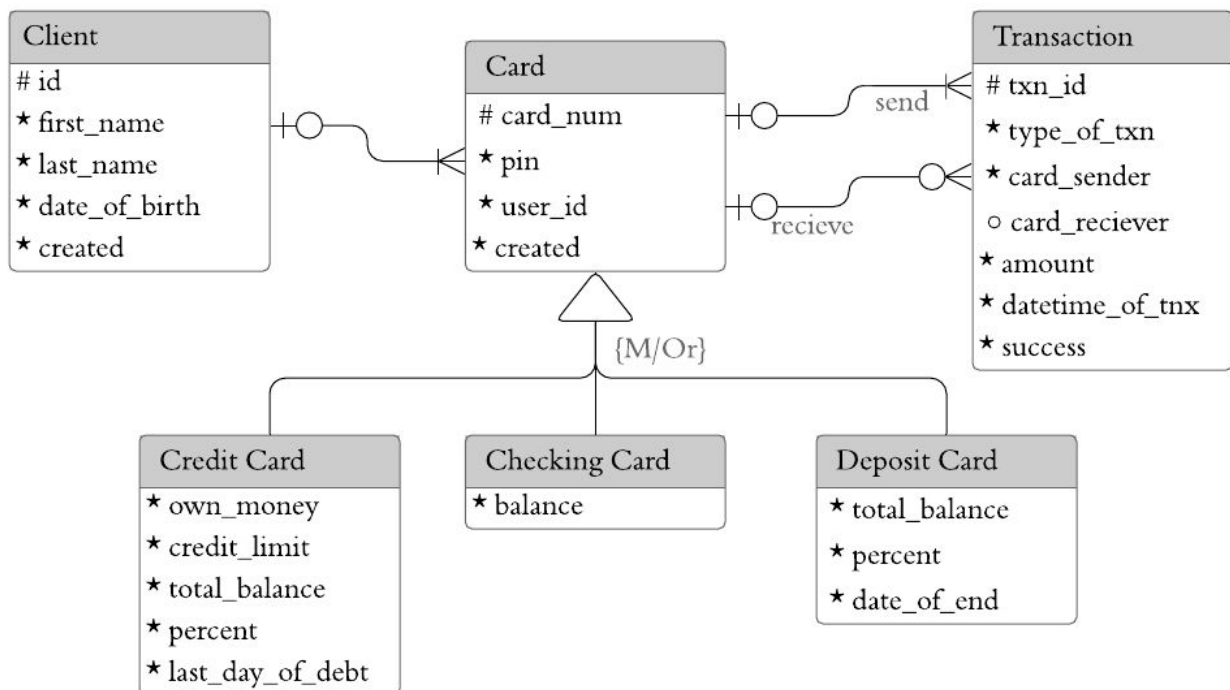 Client
# id
* first_name
* last_name
* date_of_birth
* created
Card
# card_num
* pin
* user_id
* created
send
recieve
Transaction
# txn_id
* type_of_txn
* card_sender
o card_reciever
* amount
* datetime_of_tnx
* success
{M/Or}
Credit Card
* own_money
* credit_limit
* total_balance
* percent
* last_day_of_debt
Checking Card
* balance
Deposit Card
* total_balance
* percent
* date_of_end